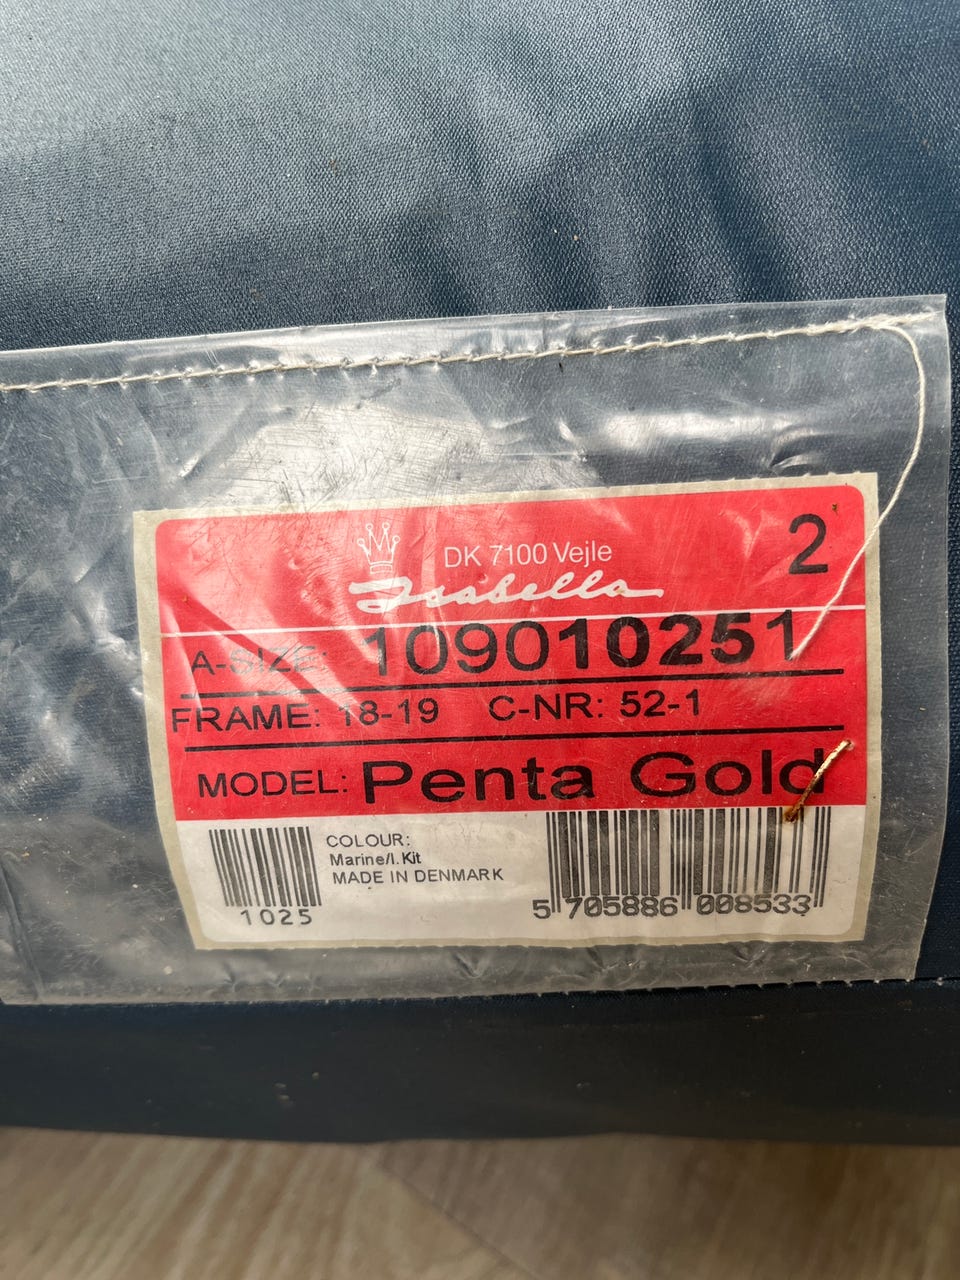 DK 7100 Vejle
2
Isabella
A-SIZE: 109010251
FRAME: 18-19 C-NR: 52-1
MODEL: Penta Gold
COLOUR:
Marine/I. Kit
MADE IN DENMARK
1025
5 705886 008533